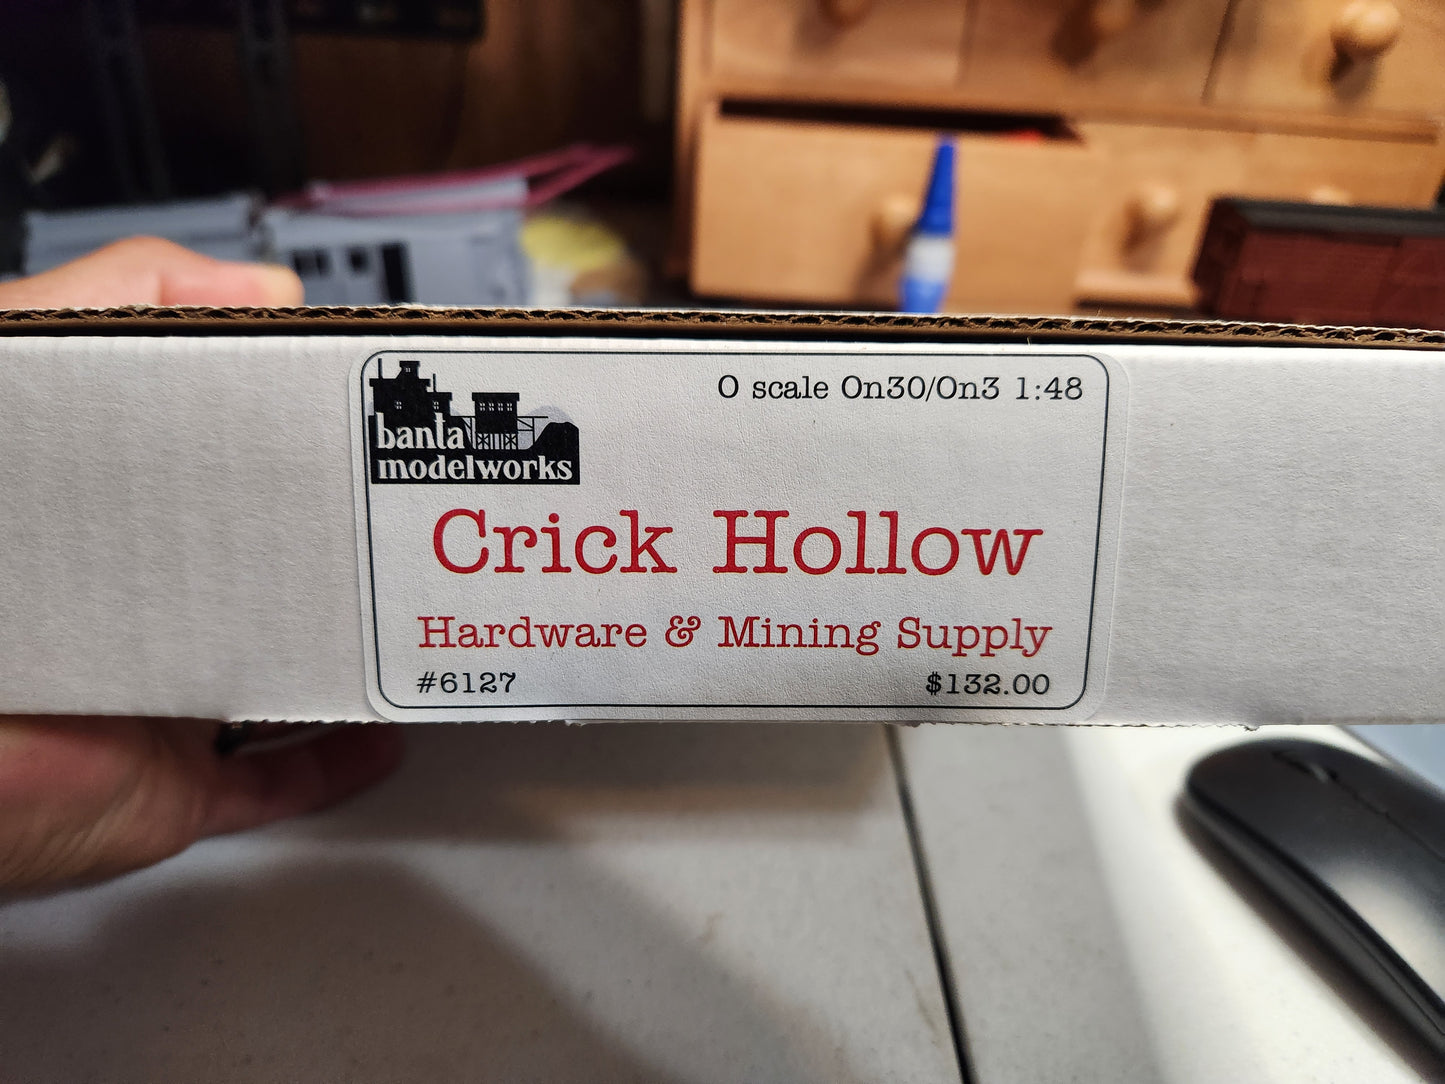 banta
modelworks
O scale On30/On3 1:48
Crick Hollow
Hardware & Mining Supply
#6127
$132.00